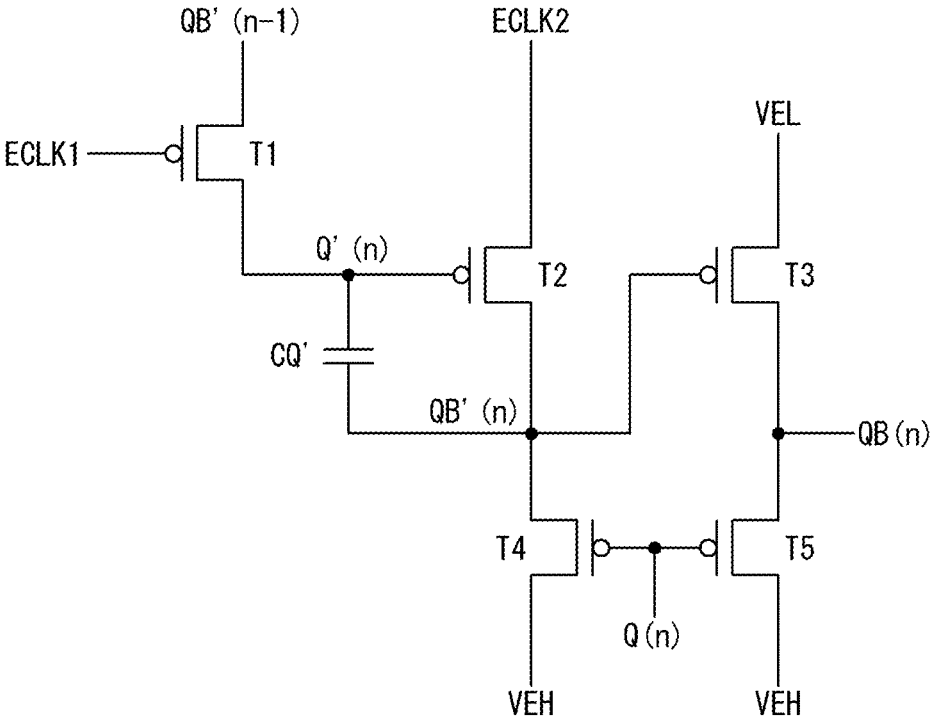 QB' (n-1)
ECLK2
VEL
ECLK1
T1
Q' (n)
T2
T3
CQ'
QB' (n)
QB (n)
T4
T5
Q (n)
VEH
VEH